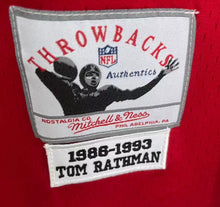 THROWBACKS
NFL
Authentics
NOSTALGIA CO.
Mitchell & Ness
PHILADELPHIA, PA
1986-1993
TOM RATHMAN